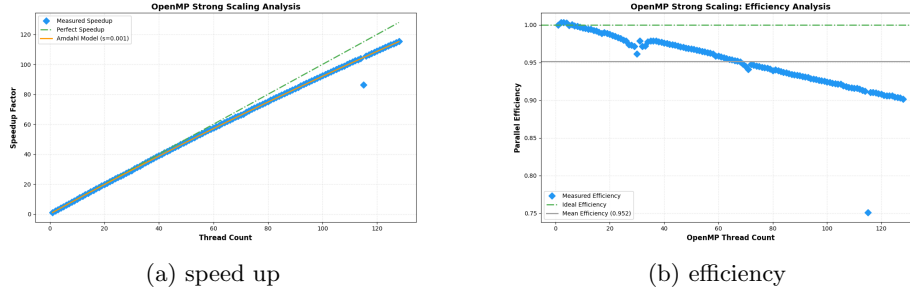 OpenMP Strong Scaling Analysis
Measured Speedup
Perfect Speedup
Amdahl Model (s=0.001)
120
100
80
60
40
20
0
Speedup Factor
0 20 40 60 80 100 120
Thread Count
(a) speed up
OpenMP Strong Scaling: Efficiency Analysis
1.00
0.95
0.90
0.85
0.80
0.75
Parallel Efficiency
Measured Efficiency
Ideal Efficiency
Mean Efficiency (0.952)
0 20 40 60 80 100 120
OpenMP Thread Count
(b) efficiency